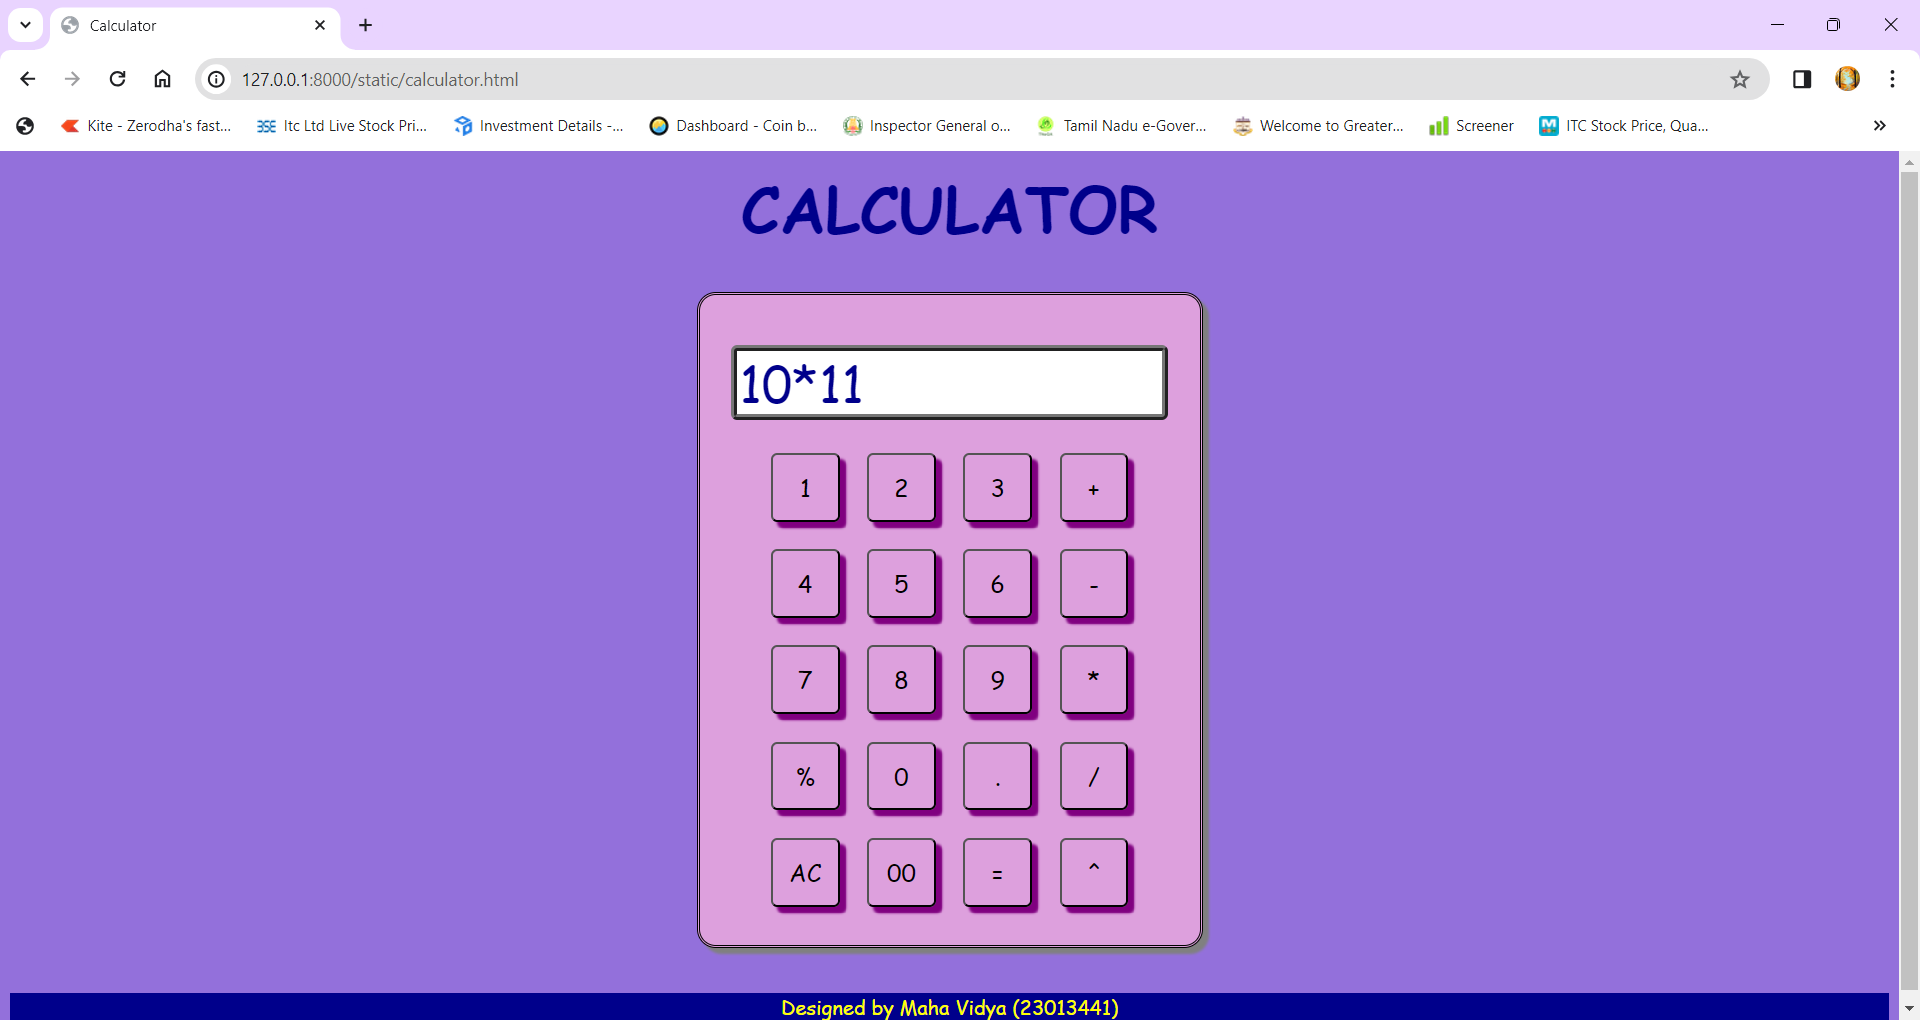 Calculator
127.0.0.1:8000/static/calculator.html
Kite - Zerodha's fast... Itc Ltd Live Stock Pri... Investment Details -... Dashboard - Coin b... Inspector General o... Tamil Nadu e-Gover... Welcome to Greater... Screener ITC Stock Price, Qua...
CALCULATOR
10*11
1 2 3 +
4 5 6 -
7 8 9 *
% 0 . /
AC 00 = ^
Designed by Maha Vidya (23013441)